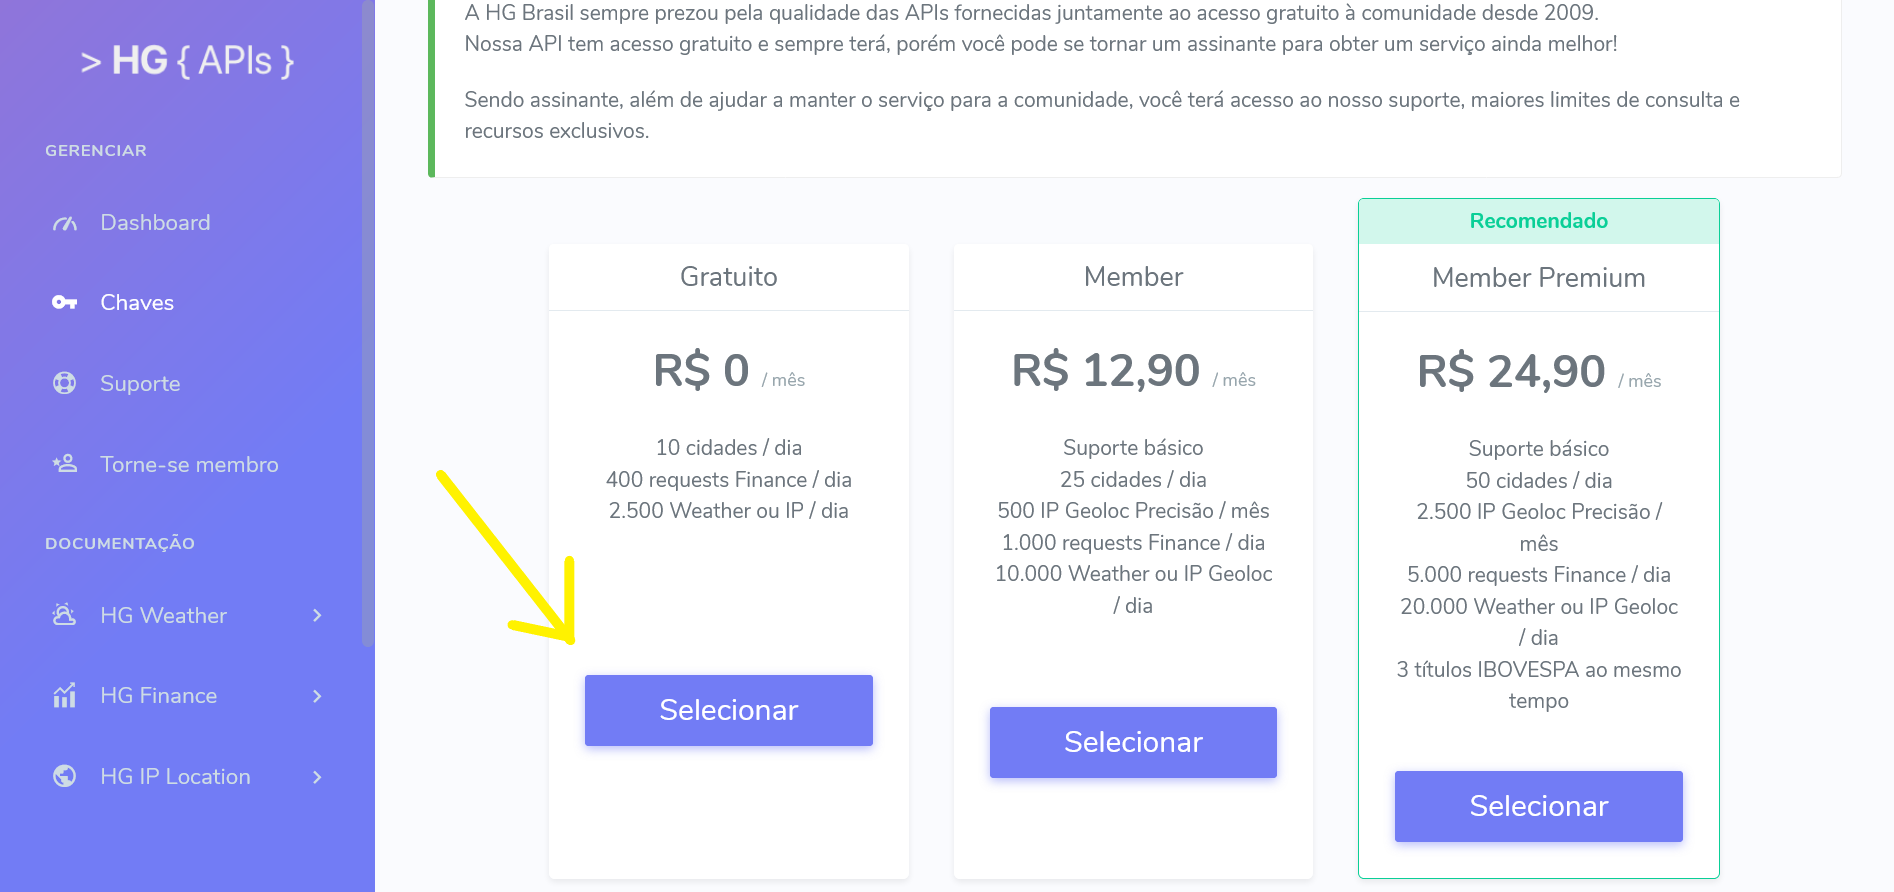 > HG { APIs }
GERENCIAR
Dashboard
Chaves
Suporte
Torne-se membro
DOCUMENTAÇÃO
HG Weather
HG Finance
HG IP Location
A HG Brasil sempre prezou pela qualidade das APIs fornecidas juntamente ao acesso gratuito à comunidade desde 2009.
Nossa API tem acesso gratuito e sempre terá, porém você pode se tornar um assinante para obter um serviço ainda melhor!
Sendo assinante, além de ajudar a manter o serviço para a comunidade, você terá acesso ao nosso suporte, maiores limites de consulta e
recursos exclusivos.
Gratuito
R$ 0 / mês
10 cidades / dia
400 requests Finance / dia
2.500 Weather ou IP / dia
Selecionar
Member
R$ 12,90 / mês
Suporte básico
25 cidades / dia
500 IP Geoloc Precisão / mês
1.000 requests Finance / dia
10.000 Weather ou IP Geoloc
/ dia
Selecionar
Recomendado
Member Premium
R$ 24,90 / mês
Suporte básico
50 cidades / dia
2.500 IP Geoloc Precisão /
mês
5.000 requests Finance / dia
20.000 Weather ou IP Geoloc
/ dia
3 títulos IBOVESPA ao mesmo
tempo
Selecionar